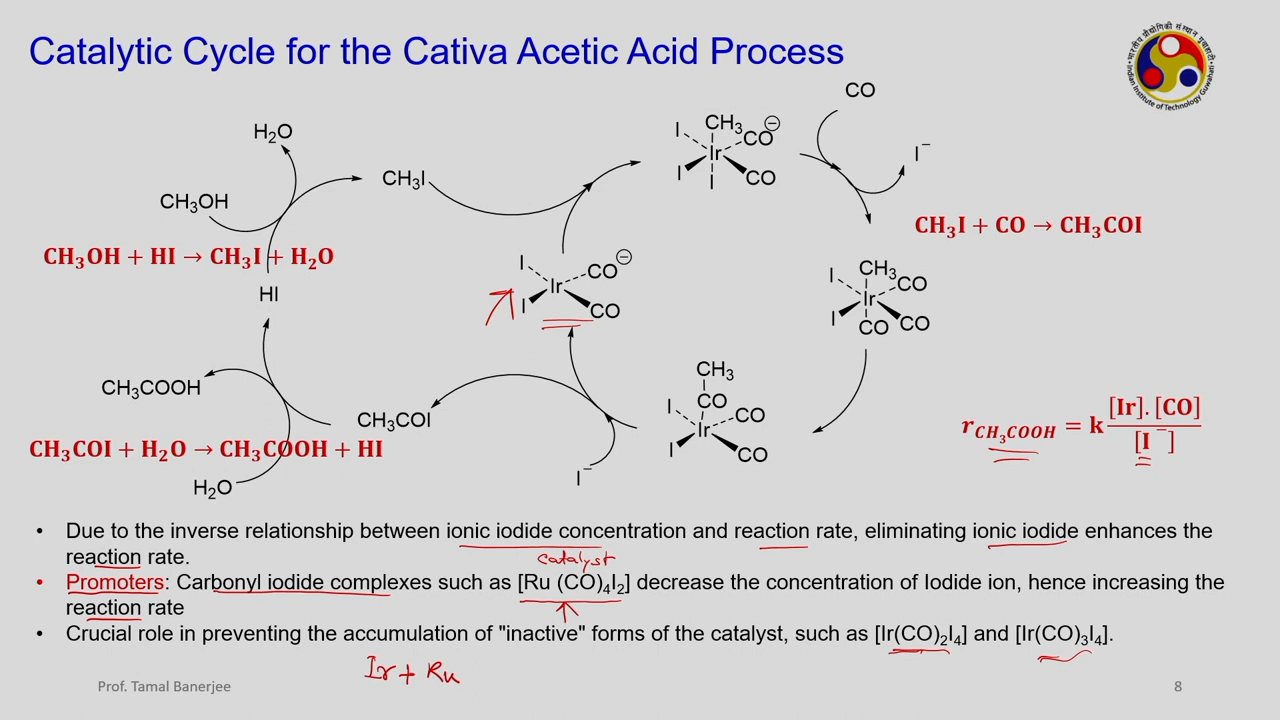 Catalytic Cycle for the Cativa Acetic Acid Process
भारतीय प्रौद्योगिकी संस्थान गुवाहाटी
Indian Institute of Technology Guwahati
CO
H₂O
I CH₃ ⊖
CO
Ir
I I CO
I⁻
CH₃I
CH₃OH
CH₃I + CO → CH₃COI
CH₃OH + HI → CH₃I + H₂O
I CO ⊖
Ir
I CO
I CH₃
CO
Ir
I CO CO
HI
CH₃
CO
I CO
Ir
I CO
CH₃COOH
CH₃COI
r_CH₃COOH = k [Ir].[CO] / [I⁻]
CH₃COI + H₂O → CH₃COOH + HI
I⁻
H₂O
• Due to the inverse relationship between ionic iodide concentration and reaction rate, eliminating ionic iodide enhances the
reaction rate.
catalyst
• Promoters: Carbonyl iodide complexes such as [Ru (CO)₄I₂] decrease the concentration of Iodide ion, hence increasing the
reaction rate
• Crucial role in preventing the accumulation of "inactive" forms of the catalyst, such as [Ir(CO)₂I₄] and [Ir(CO)₃I₄].
Ir + Ru
Prof. Tamal Banerjee
8